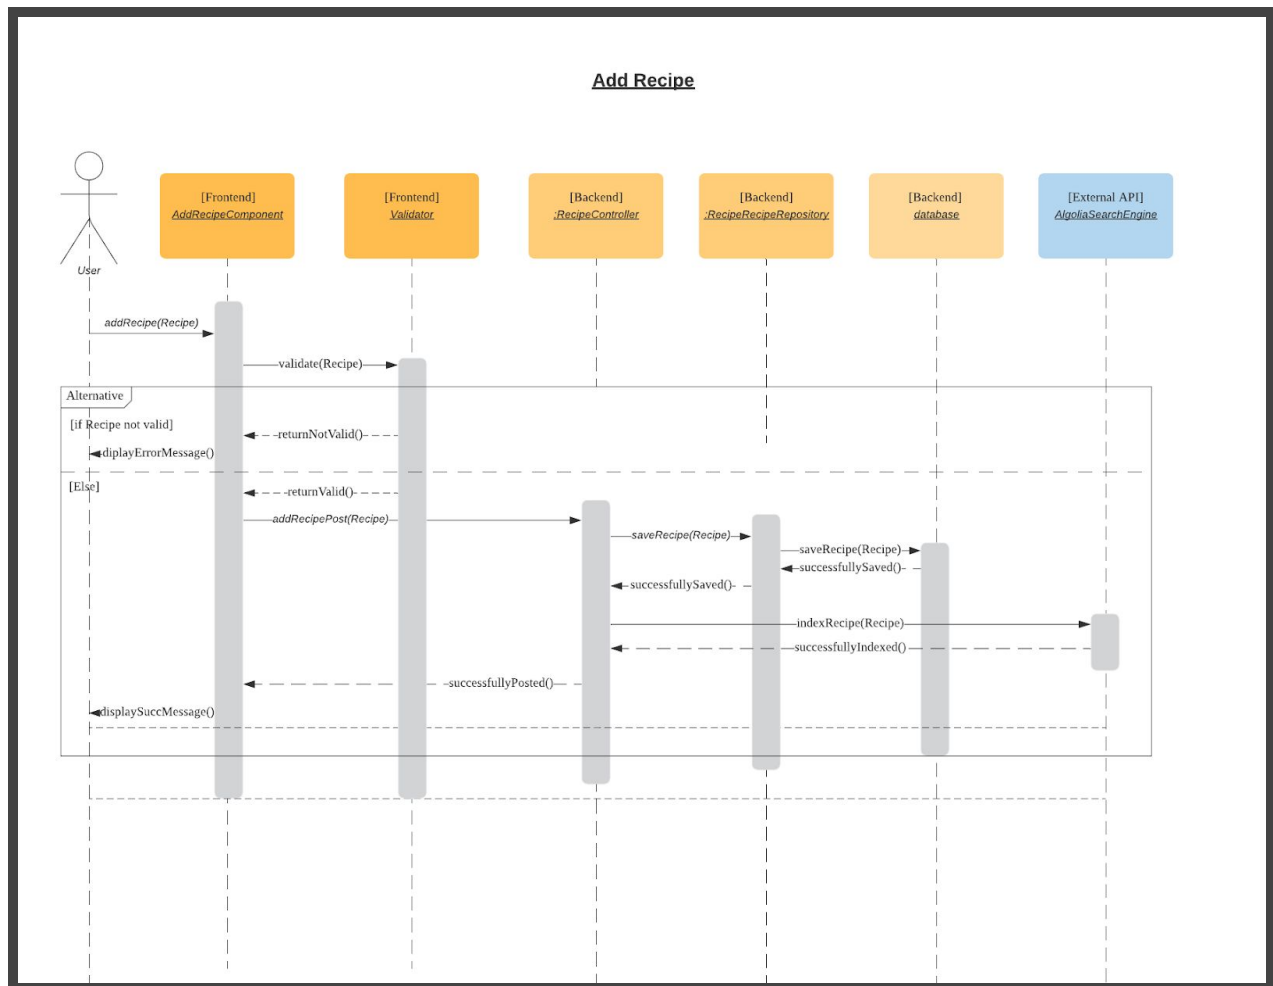 Add Recipe
User
[Frontend]
AddRecipeComponent
[Frontend]
Validator
[Backend]
:RecipeController
[Backend]
:RecipeRecipeRepository
[Backend]
database
[External API]
AlgoliaSearchEngine
addRecipe(Recipe)
validate(Recipe)
Alternative
[if Recipe not valid]
returnNotValid()
diplayErrorMessage()
[Else]
returnValid()
addRecipePost(Recipe)
saveRecipe(Recipe)
saveRecipe(Recipe)
successfullySaved()
successfullySaved()
indexRecipe(Recipe)
successfullyIndexed()
successfullyPosted()
displaySuccMessage()